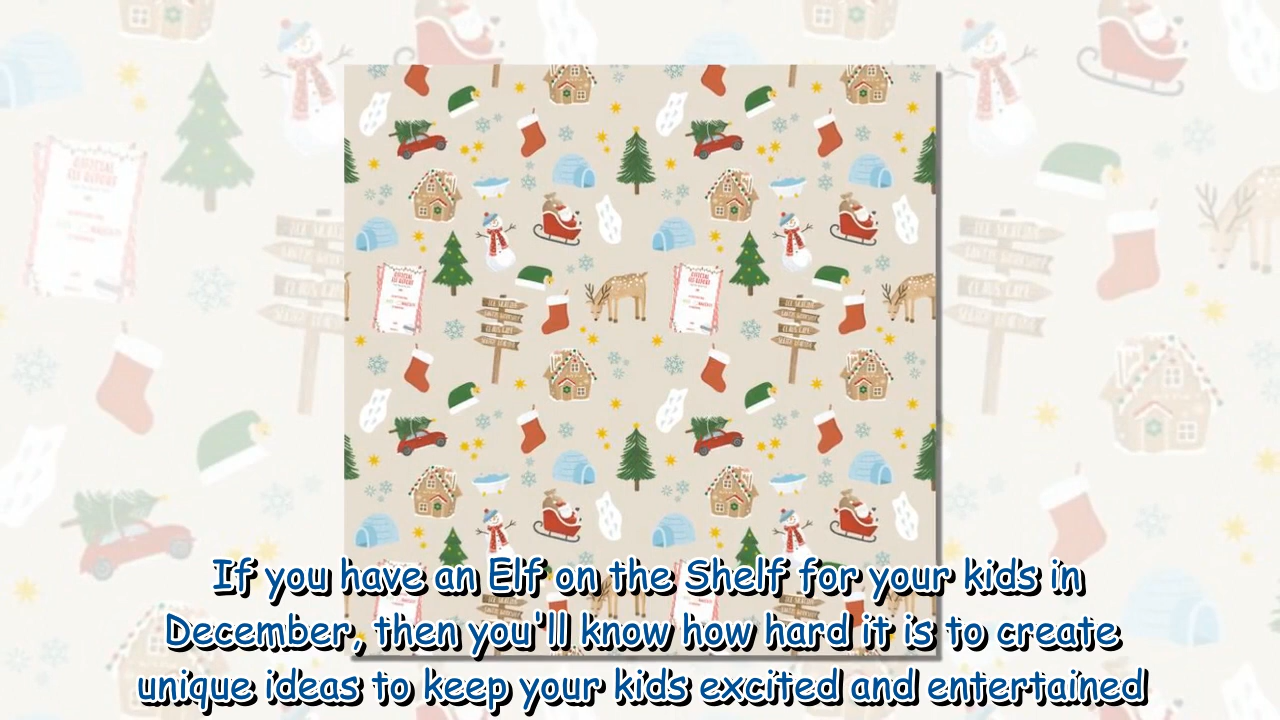 If you have an Elf on the Shelf for your kids in
December, then you'll know how hard it is to create
unique ideas to keep your kids excited and entertained